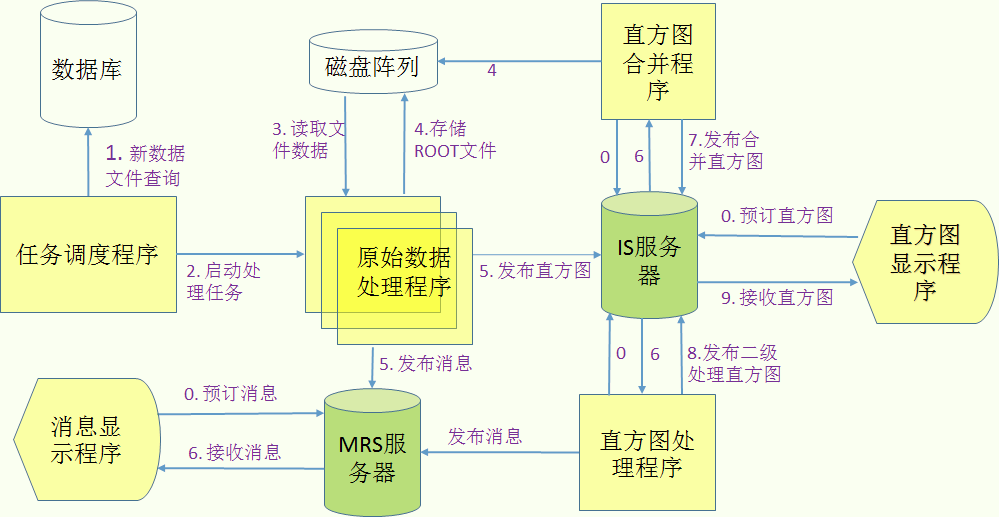 数据库
磁盘阵列
直方图
合并程
序
4
3. 读取文
件数据
4.存储
ROOT文件
1. 新数据
文件查询
0
6
7.发布合
并直方图
任务调度程序
2. 启动处
理任务
原始数据
处理程序
5. 发布直方图
IS服务
器
0. 预订直方图
9. 接收直方图
直方图
显示程
序
5. 发布消息
0
6
8.发布二级
处理直方图
消息显
示程序
0. 预订消息
6. 接收消息
MRS服
务器
发布消息
直方图处
理程序